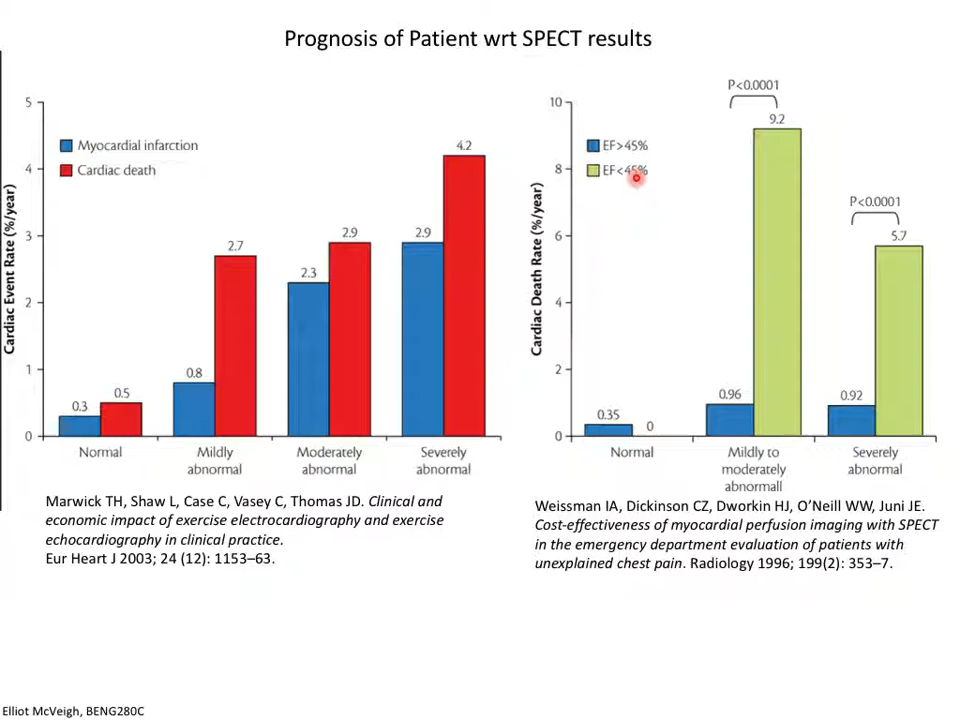 Prognosis of Patient wrt SPECT results
Cardiac Event Rate (%/year)
5
4
3
2
1
0
Myocardial infarction
Cardiac death
0.3
0.5
0.8
2.7
2.3
2.9
2.9
4.2
Normal
Mildly
abnormal
Moderately
abnormal
Severely
abnormal
Marwick TH, Shaw L, Case C, Vasey C, Thomas JD. Clinical and
economic impact of exercise electrocardiography and exercise
echocardiography in clinical practice.
Eur Heart J 2003; 24 (12): 1153–63.
Cardiac Death Rate (%/year)
10
8
6
4
2
0
EF>45%
EF<45%
P<0.0001
P<0.0001
0.35
0
0.96
9.2
0.92
5.7
Normal
Mildly to
moderately
abnormall
Severely
abnormal
Weissman IA, Dickinson CZ, Dworkin HJ, O’Neill WW, Juni JE.
Cost-effectiveness of myocardial perfusion imaging with SPECT
in the emergency department evaluation of patients with
unexplained chest pain. Radiology 1996; 199(2): 353–7.
Elliot McVeigh, BENG280C